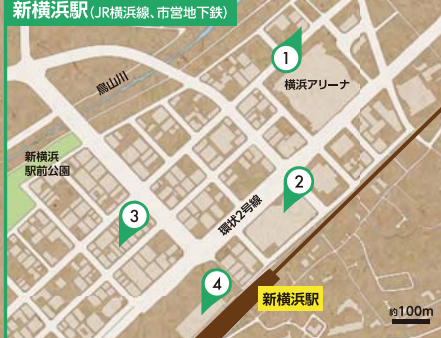 新横浜駅(JR横浜線、市営地下鉄)
1
横浜アリーナ
鳥山川
新横浜
駅前公園
2
環状2号線
3
4
新横浜駅
約100m